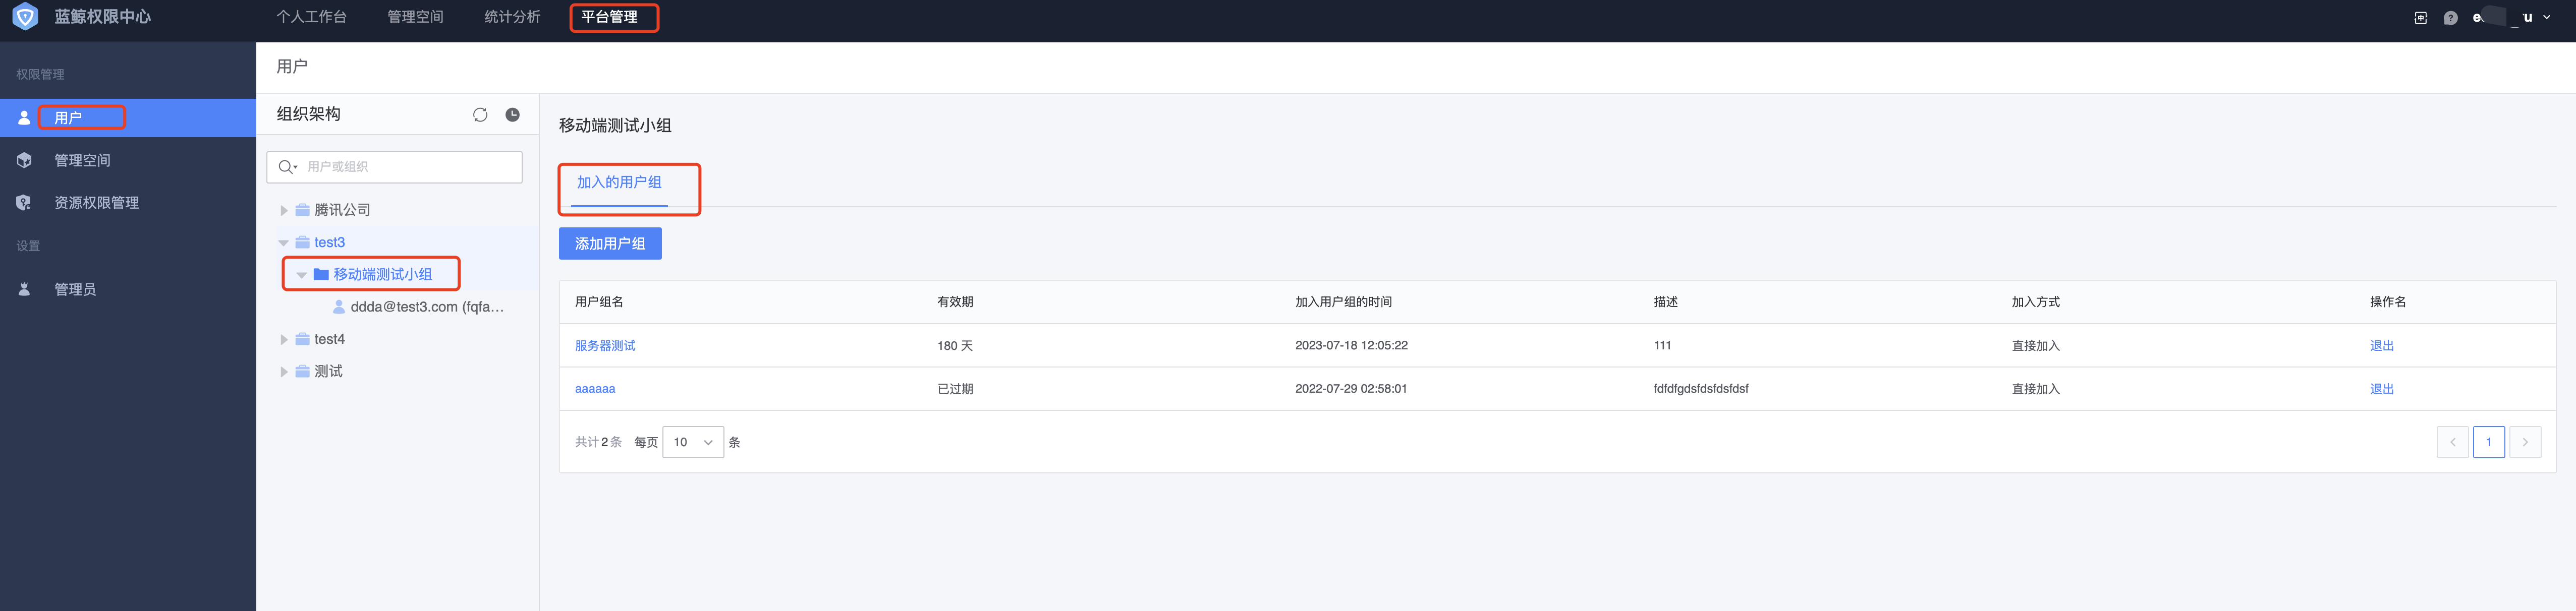 蓝鲸权限中心
个人工作台 管理空间 统计分析 平台管理
权限管理
用户
管理空间
资源权限管理
设置
管理员
用户
组织架构
用户或组织
腾讯公司
test3
移动端测试小组
ddda@test3.com (fqfa...
test4
测试
移动端测试小组
加入的用户组
添加用户组
用户组名 有效期 加入用户组的时间 描述 加入方式 操作名
服务器测试 180 天 2023-07-18 12:05:22 111 直接加入 退出
aaaaaa 已过期 2022-07-29 02:58:01 fdfdfgdsfdsfdsfdsf 直接加入 退出
共计2条 每页 10 条
1